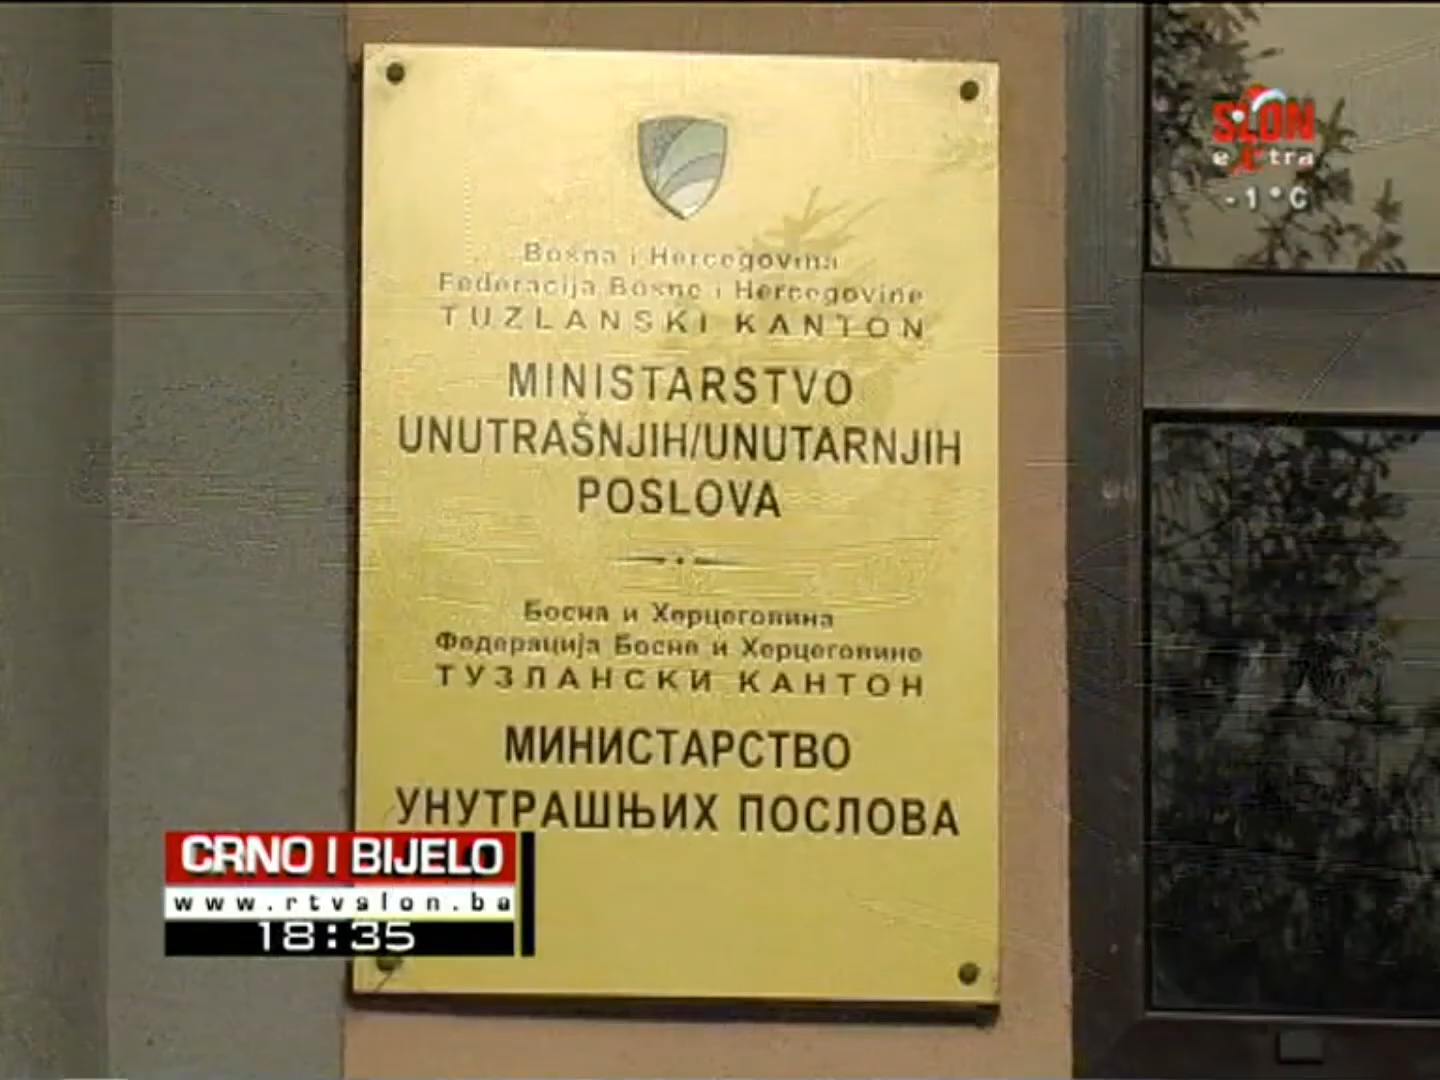 SLON
extra
-1°C
Bosna i Hercegovina
Federacija Bosne i Hercegovine
TUZLANSKI KANTON
MINISTARSTVO
UNUTRAŠNJIH/UNUTARNJIH
POSLOVA
Босна и Херцеговина
Федерација Босне и Херцеговине
ТУЗЛАНСКИ КАНТОН
МИНИСТАРСТВО
УНУТРАШЊИХ ПОСЛОВА
CRNO I BIJELO
www.rtvslon.ba
18:35